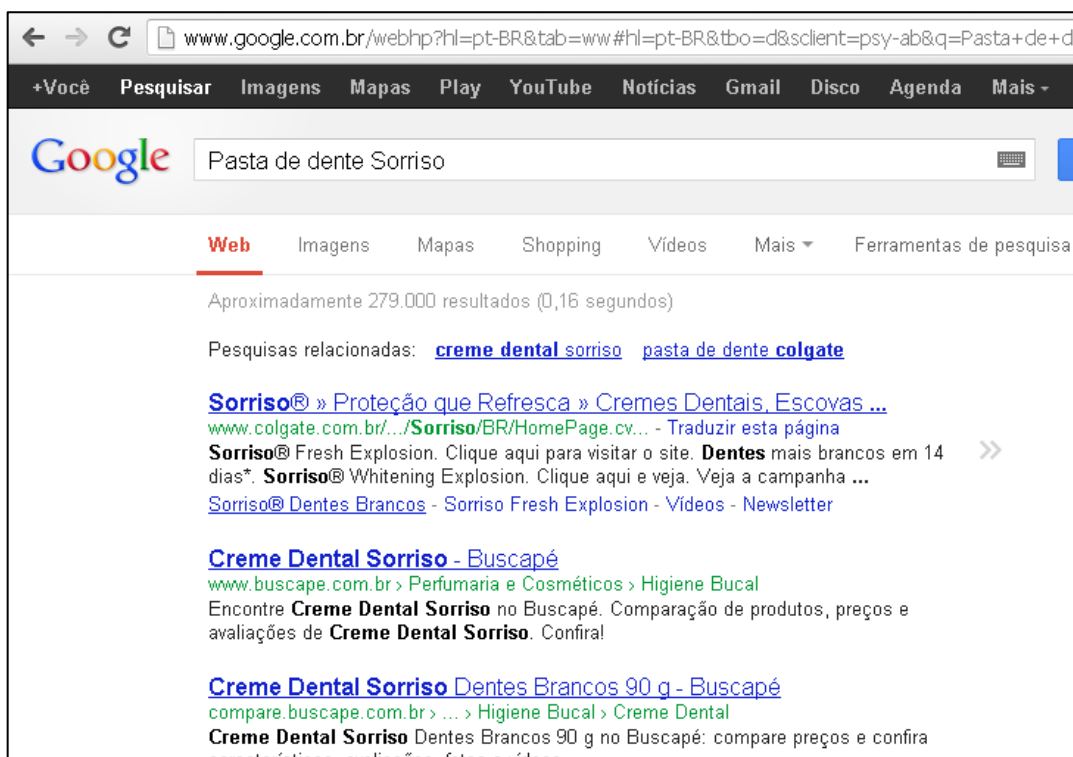 www.google.com.br/webhp?hl=pt-BR&tab=ww#hl=pt-BR&tbo=d&sclient=psy-ab&q=Pasta+de+d
+Você Pesquisar Imagens Mapas Play YouTube Notícias Gmail Disco Agenda Mais
Google Pasta de dente Sorriso
Web Imagens Mapas Shopping Vídeos Mais Ferramentas de pesquisa
Aproximadamente 279.000 resultados (0,16 segundos)
Pesquisas relacionadas: creme dental sorriso pasta de dente colgate
Sorriso® » Proteção que Refresca » Cremes Dentais, Escovas ...
www.colgate.com.br/.../Sorriso/BR/HomePage.cv... - Traduzir esta página
Sorriso® Fresh Explosion. Clique aqui para visitar o site. Dentes mais brancos em 14
dias*. Sorriso® Whitening Explosion. Clique aqui e veja. Veja a campanha ...
Sorriso® Dentes Brancos - Sorriso Fresh Explosion - Vídeos - Newsletter
Creme Dental Sorriso - Buscapé
www.buscape.com.br › Perfumaria e Cosméticos › Higiene Bucal
Encontre Creme Dental Sorriso no Buscapé. Comparação de produtos, preços e
avaliações de Creme Dental Sorriso. Confira!
Creme Dental Sorriso Dentes Brancos 90 g - Buscapé
compare.buscape.com.br › ... › Higiene Bucal › Creme Dental
Creme Dental Sorriso Dentes Brancos 90 g no Buscapé: compare preços e confira